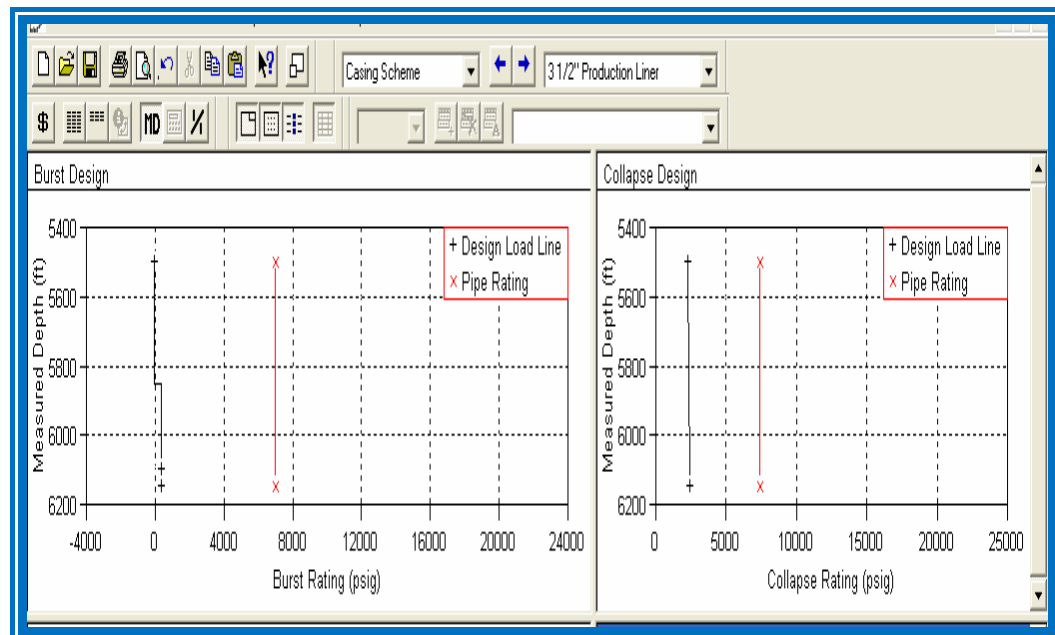 Casing Scheme
3 1/2" Production Liner
$ MD
Burst Design
5400
5600
5800
6000
6200
Measured Depth (ft)
+ Design Load Line
× Pipe Rating
-4000 0 4000 8000 12000 16000 20000 24000
Burst Rating (psig)
Collapse Design
5400
5600
5800
6000
6200
Measured Depth (ft)
+ Design Load Line
× Pipe Rating
0 5000 10000 15000 20000 25000
Collapse Rating (psig)